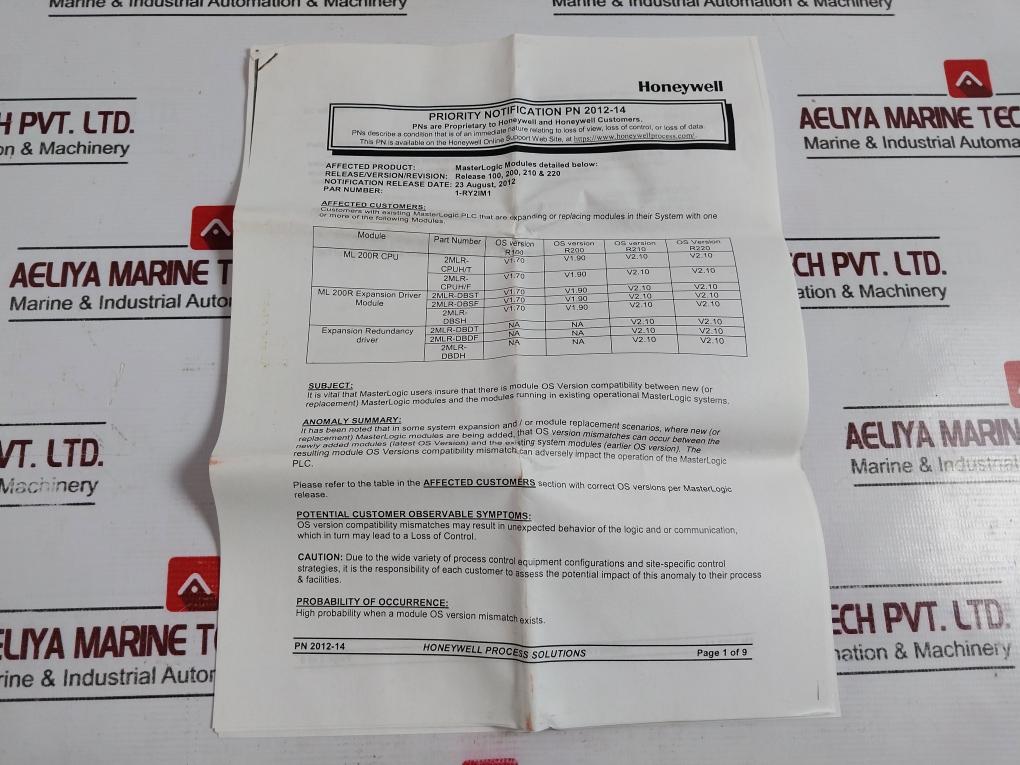 Marine & Industrial Automation & Machinery
Marine & Industrial Automation & Machinery
H PVT. LTD.
on & Machinery
AELIYA MARINE TEC
Marine & Industrial Automa
AELIYA MARINE T
Marine & Industrial Auto
CH PVT. LTD.
ation & Machinery
VT. LTD.
Machinery
AELIYA MARIN
Marine & Industrial
ELIYA MARINE T
rine & Industrial Autor
ECH PVT. LTD.
nation & Machinery
Honeywell
PRIORITY NOTIFICATION PN 2012-14
PNs are Proprietary to Honeywell and Honeywell Customers.
PNs describe a condition that is of an immediate nature relating to loss of view, loss of control, or loss of data.
This PN is available on the Honeywell Online Support Web Site, at https://www.honeywellprocess.com/.
AFFECTED PRODUCT: MasterLogic Modules detailed below:
RELEASE/VERSION/REVISION: Release 100, 200, 210 & 220
NOTIFICATION RELEASE DATE: 23 August, 2012
PAR NUMBER: 1-RY2IM1
AFFECTED CUSTOMERS:
Customers with existing MasterLogic PLC that are expanding or replacing modules in their System with one
or more of the following Modules.
Module Part Number OS version R100 OS version R200 OS version R210 OS Version R220
ML 200R CPU 2MLR-CPUH/T V1.70 V1.90 V2.10 V2.10
2MLR-CPUH/F V1.70 V1.90 V2.10 V2.10
ML 200R Expansion Driver Module 2MLR-DBST V1.70 V1.90 V2.10 V2.10
2MLR-DBSF V1.70 V1.90 V2.10 V2.10
2MLR-DBSH V1.70 V1.90 V2.10 V2.10
Expansion Redundancy driver 2MLR-DBDT NA NA V2.10 V2.10
2MLR-DBDF NA NA V2.10 V2.10
2MLR-DBDH NA NA V2.10 V2.10
SUBJECT:
It is vital that MasterLogic users insure that there is module OS Version compatibility between new (or
replacement) MasterLogic modules and the modules running in existing operational MasterLogic systems.
ANOMALY SUMMARY:
It has been noted that in some system expansion and / or module replacement scenarios, where new (or
replacement) MasterLogic modules are being added, that OS version mismatches can occur between the
newly added modules (latest OS Version) and the existing system modules (earlier OS version). The
resulting module OS Versions compatibility mismatch can adversely impact the operation of the MasterLogic
PLC.
Please refer to the table in the AFFECTED CUSTOMERS section with correct OS versions per MasterLogic
release.
POTENTIAL CUSTOMER OBSERVABLE SYMPTOMS:
OS version compatibility mismatches may result in unexpected behavior of the logic and or communication,
which in turn may lead to a Loss of Control.
CAUTION: Due to the wide variety of process control equipment configurations and site-specific control
strategies, it is the responsibility of each customer to assess the potential impact of this anomaly to their process
& facilities.
PROBABILITY OF OCCURRENCE:
High probability when a module OS version mismatch exists.
PN 2012-14 HONEYWELL PROCESS SOLUTIONS Page 1 of 9